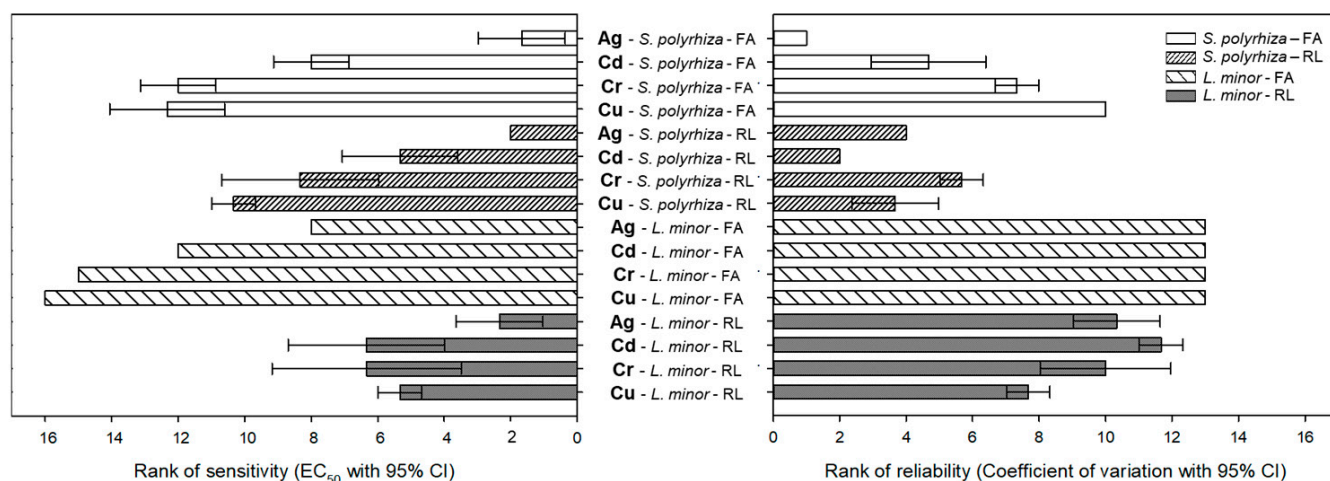 Ag - S. polyrhiza - FA
Cd - S. polyrhiza - FA
Cr - S. polyrhiza - FA
Cu - S. polyrhiza - FA
Ag - S. polyrhiza - RL
Cd - S. polyrhiza - RL
Cr - S. polyrhiza - RL
Cu - S. polyrhiza - RL
Ag - L. minor - FA
Cd - L. minor - FA
Cr - L. minor - FA
Cu - L. minor - FA
Ag - L. minor - RL
Cd - L. minor - RL
Cr - L. minor - RL
Cu - L. minor - RL
S. polyrhiza – FA
S. polyrhiza – RL
L. minor - FA
L. minor - RL
16 14 12 10 8 6 4 2 0
0 2 4 6 8 10 12 14 16
Rank of sensitivity (EC₅₀ with 95% CI)
Rank of reliability (Coefficient of variation with 95% CI)